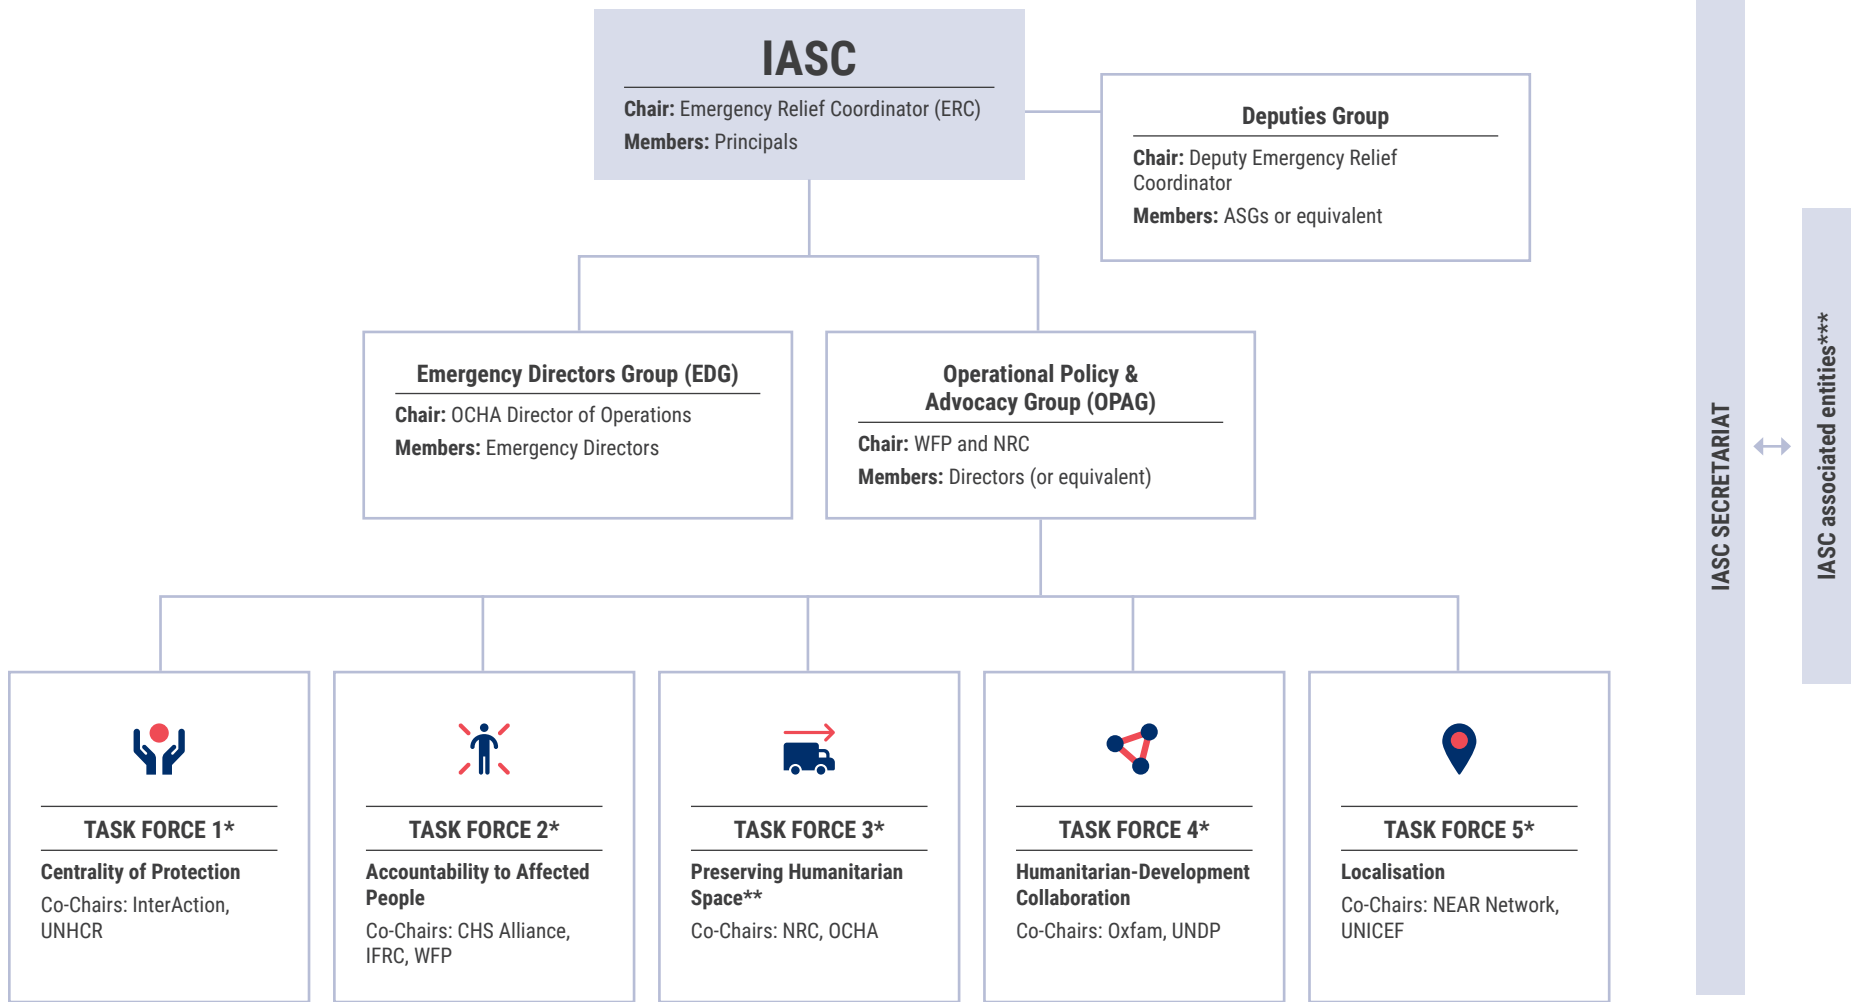 IASC
Chair: Emergency Relief Coordinator (ERC)
Members: Principals
Deputies Group
Chair: Deputy Emergency Relief
Coordinator
Members: ASGs or equivalent
Emergency Directors Group (EDG)
Chair: OCHA Director of Operations
Members: Emergency Directors
Operational Policy &
Advocacy Group (OPAG)
Chair: WFP and NRC
Members: Directors (or equivalent)
TASK FORCE 1*
Centrality of Protection
Co-Chairs: InterAction,
UNHCR
TASK FORCE 2*
Accountability to Affected
People
Co-Chairs: CHS Alliance,
IFRC, WFP
TASK FORCE 3*
Preserving Humanitarian
Space**
Co-Chairs: NRC, OCHA
TASK FORCE 4*
Humanitarian-Development
Collaboration
Co-Chairs: Oxfam, UNDP
TASK FORCE 5*
Localisation
Co-Chairs: NEAR Network,
UNICEF
IASC SECRETARIAT
IASC associated entities***